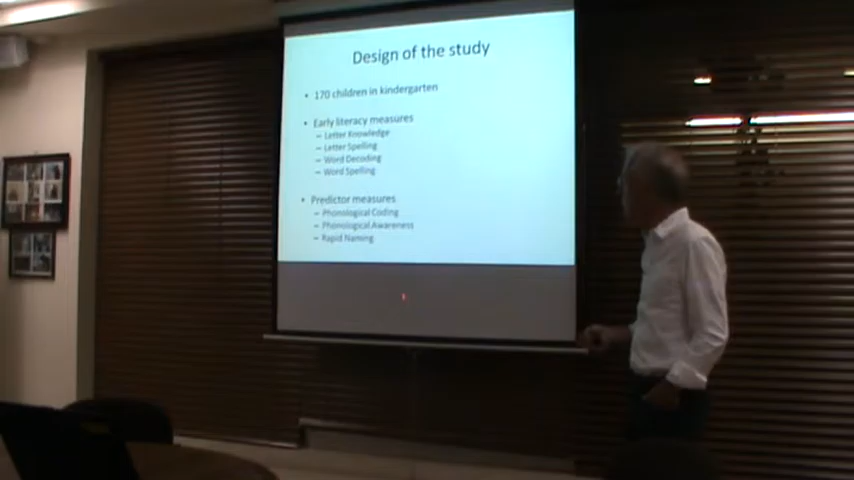 Design of the study
• 170 children in kindergarten
• Early literacy measures
– Letter Knowledge
– Letter Spelling
– Word Decoding
– Word Spelling
• Predictor measures
– Phonological Coding
– Phonological Awareness
– Rapid Naming